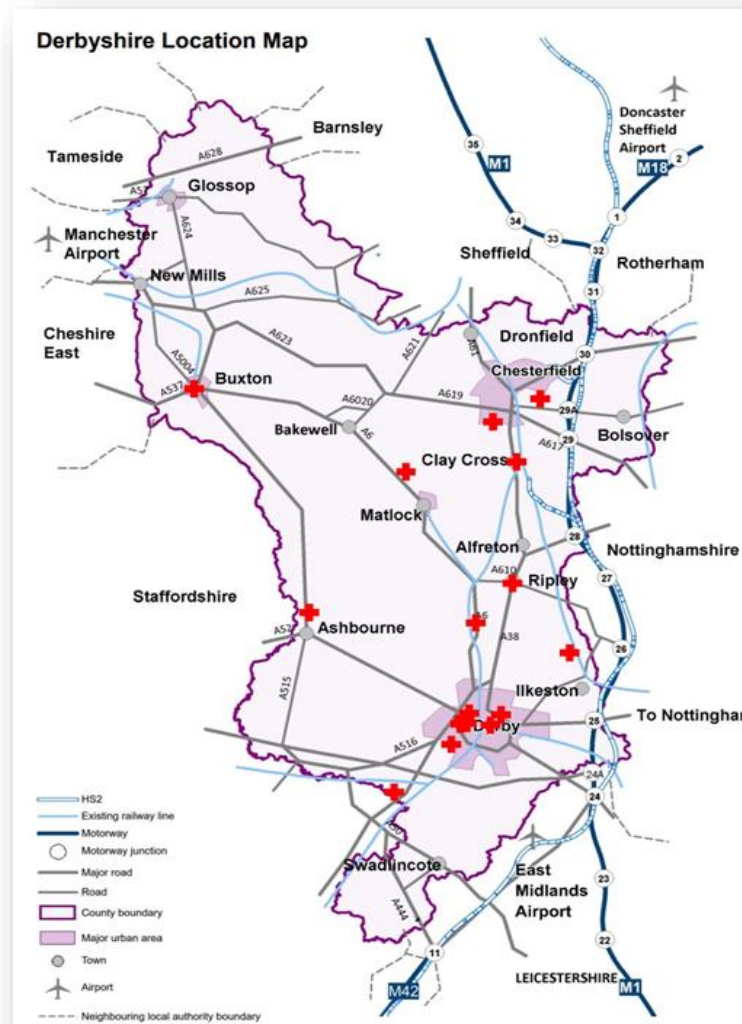 Derbyshire Location Map
Doncaster
Sheffield
Airport
Barnsley
Tameside
A628
35
M1
M18
2
A57
Glossop
A624
Manchester
Airport
34
33
32
1
Sheffield
Rotherham
New Mills
31
A625
Cheshire
East
A623
A621
A61
Dronfield
30
Chesterfield
A5004
A537
Buxton
A6020
A619
29A
Bakewell
A6
Bolsover
29
A617
Clay Cross
Matlock
28
Alfreton
Nottinghamshire
A610
27
Ripley
Staffordshire
A6
A52
Ashbourne
A38
26
A515
Ilkeston
Derby
25
To Nottingham
A516
24A
24
HS2
Existing railway line
Motorway
Motorway junction
Major road
Road
County boundary
Major urban area
Town
Airport
Neighbouring local authority boundary
Swadlincote
East
Midlands
Airport
23
A444
22
11
LEICESTERSHIRE
M42
M1